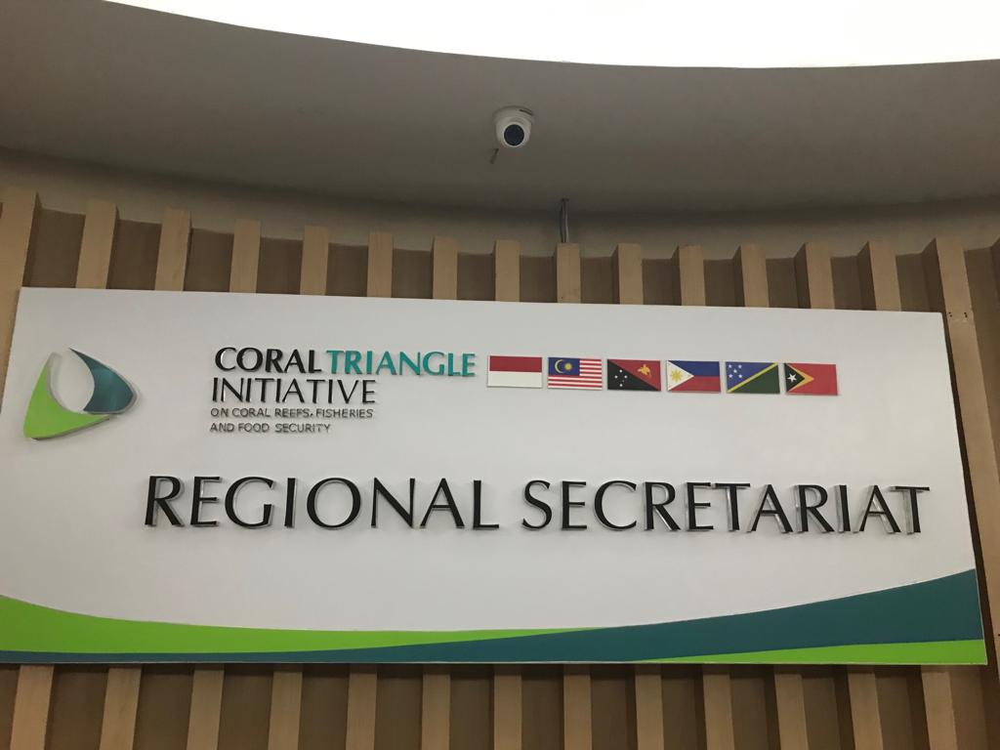 CORAL TRIANGLE
INITIATIVE
ON CORAL REEFS, FISHERIES
AND FOOD SECURITY
REGIONAL SECRETARIAT